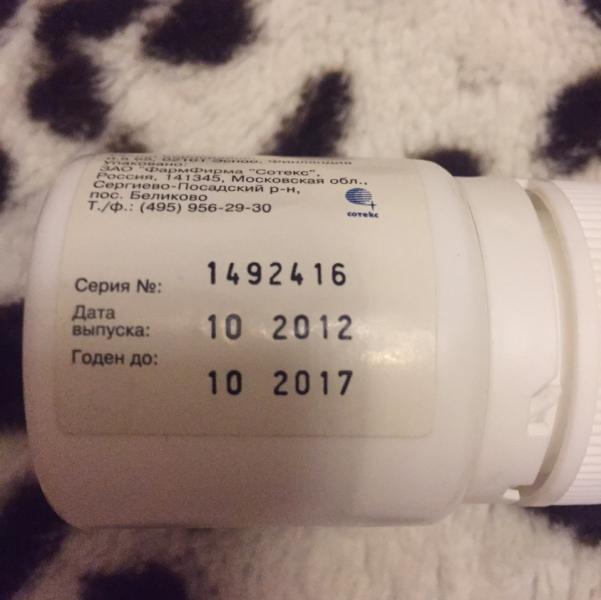 Упаковано:
ЗАО "ФармФирма "Сотекс",
Россия, 141345, Московская обл.,
Сергиево-Посадский р-н,
пос. Беликово
Т./ф.: (495) 956-29-30
сотекс
Серия №: 1492416
Дата
выпуска: 10 2012
Годен до:
10 2017